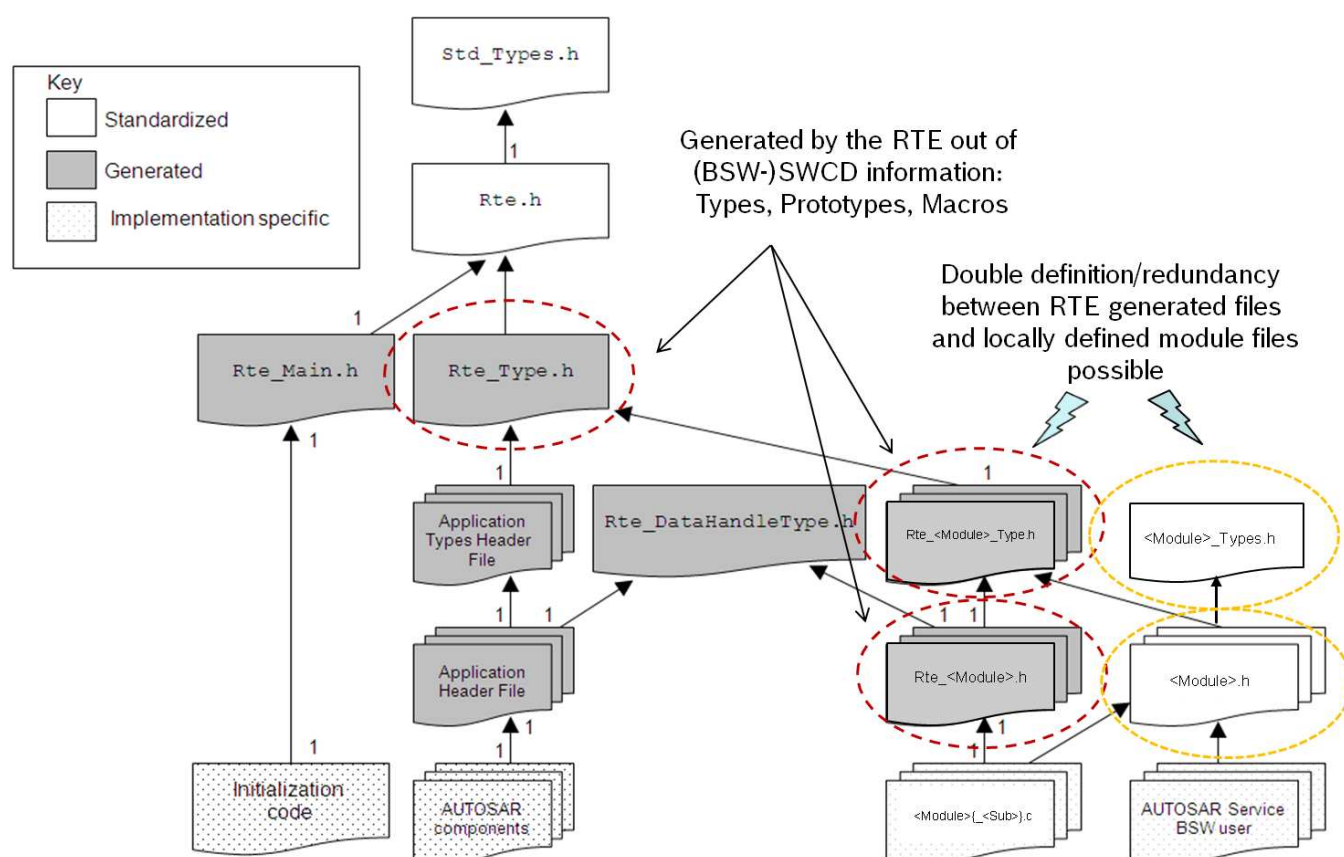 Std_Types.h
Key
Standardized
Generated
Implementation specific
1
Rte.h
Generated by the RTE out of
(BSW-)SWCD information:
Types, Prototypes, Macros
Double definition/redundancy
between RTE generated files
and locally defined module files
possible
1
Rte_Main.h
Rte_Type.h
1
1
1
Application
Types Header
File
Rte_DataHandleType.h
Rte_<Module>_Type.h
<Module>_Types.h
1
1
1
1
Application
Header File
Rte_<Module>.h
<Module>.h
1
1
1
1
1
Initialization
code
AUTOSAR
components
<Module>{_<Sub>}.c
AUTOSAR Service
BSW user